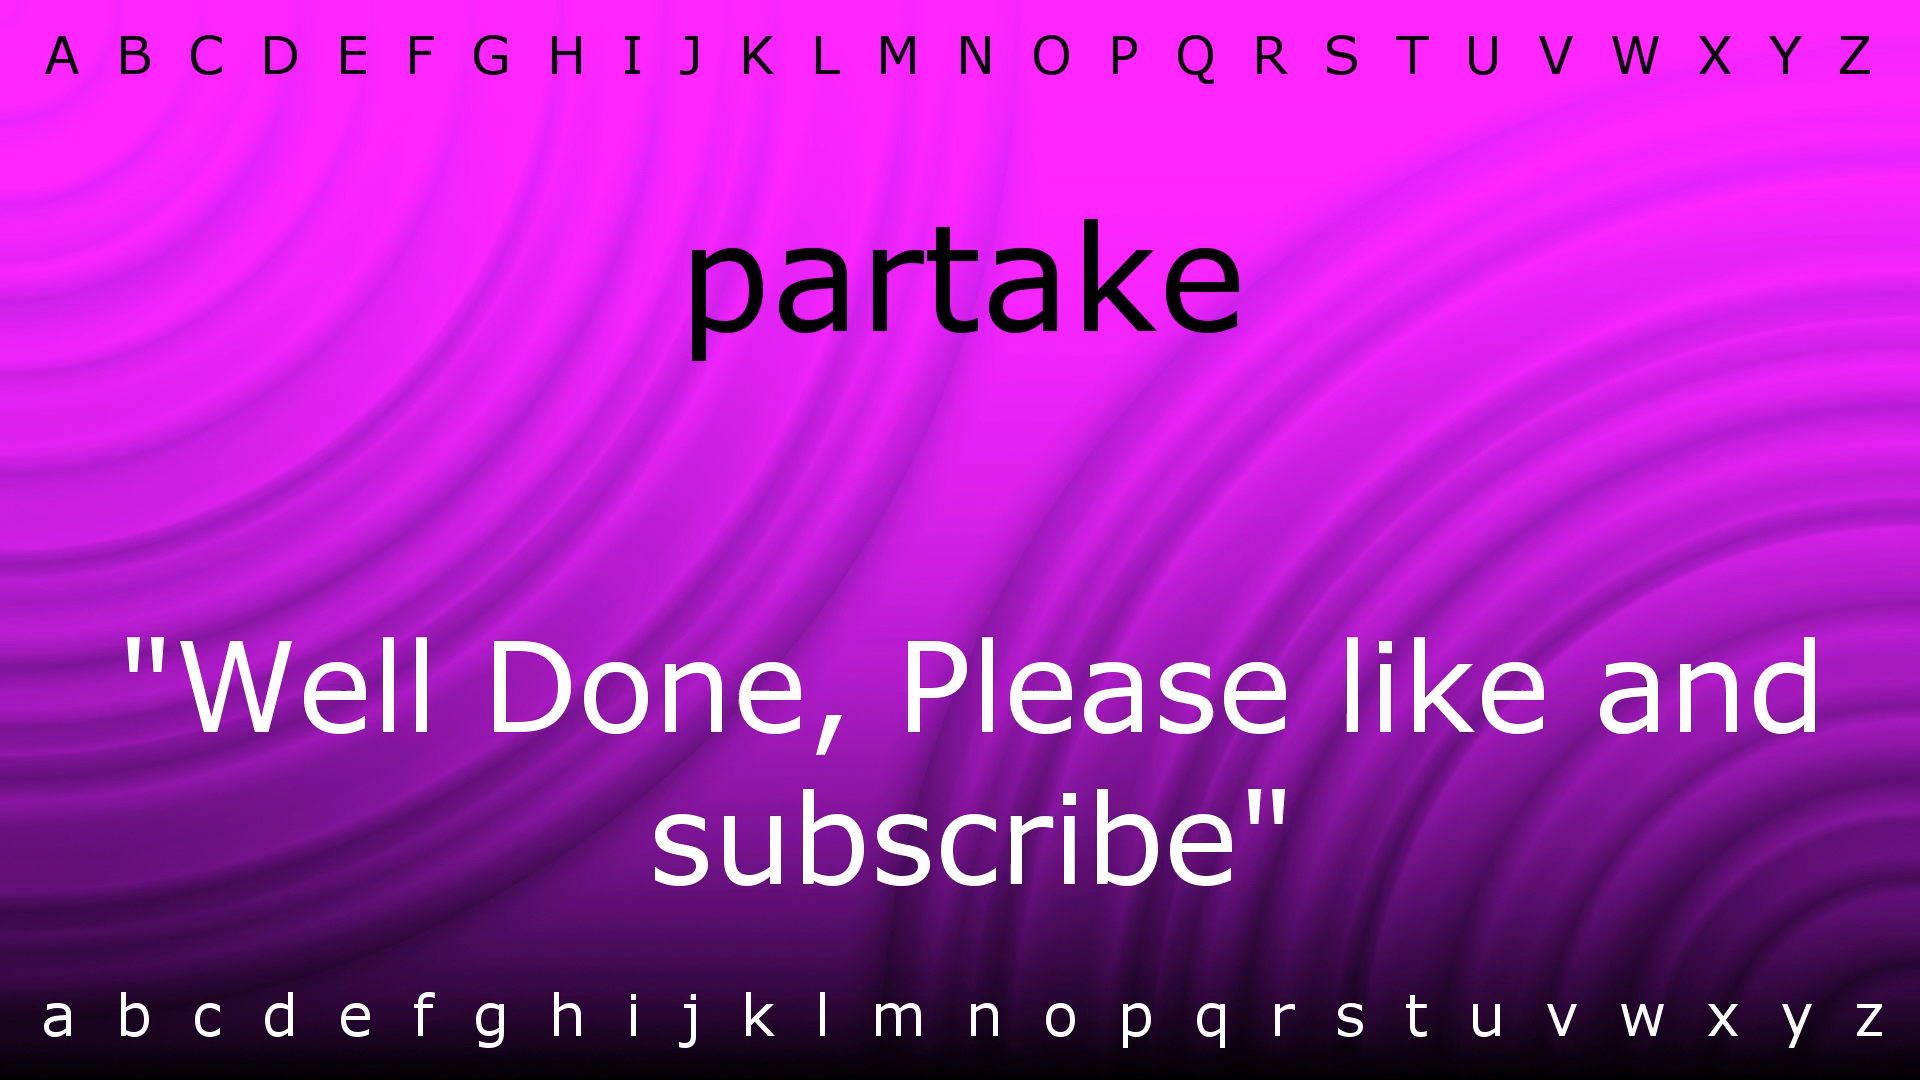 A B C D E F G H I J K L M N O P Q R S T U V W X Y Z
partake
"Well Done, Please like and
subscribe"
a b c d e f g h i j k l m n o p q r s t u v w x y z